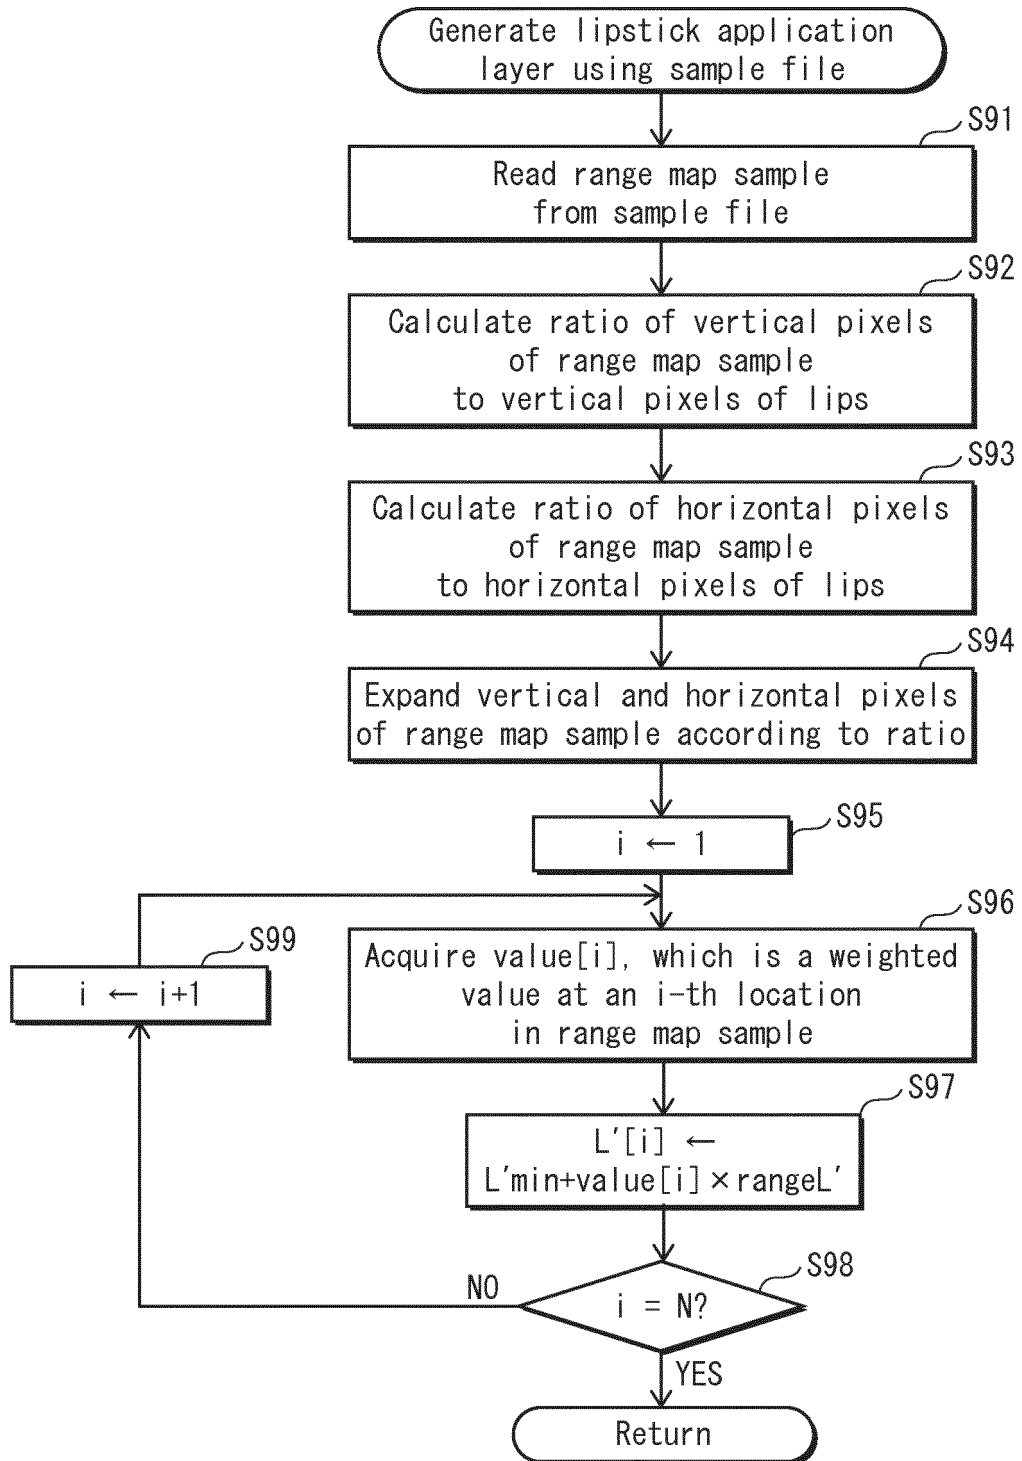 Generate lipstick application
layer using sample file
S91
Read range map sample
from sample file
S92
Calculate ratio of vertical pixels
of range map sample
to vertical pixels of lips
S93
Calculate ratio of horizontal pixels
of range map sample
to horizontal pixels of lips
S94
Expand vertical and horizontal pixels
of range map sample according to ratio
S95
i ← 1
S96
Acquire value[i], which is a weighted
value at an i-th location
in range map sample
S99
i ← i+1
S97
L'[i] ←
L'min+value[i]×rangeL'
S98
i = N?
NO
YES
Return